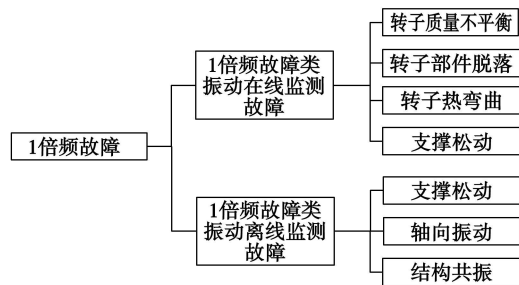 1倍频故障
1倍频故障类
振动在线监测
故障
转子质量不平衡
转子部件脱落
转子热弯曲
支撑松动
1倍频故障类
振动离线监测
故障
支撑松动
轴向振动
结构共振